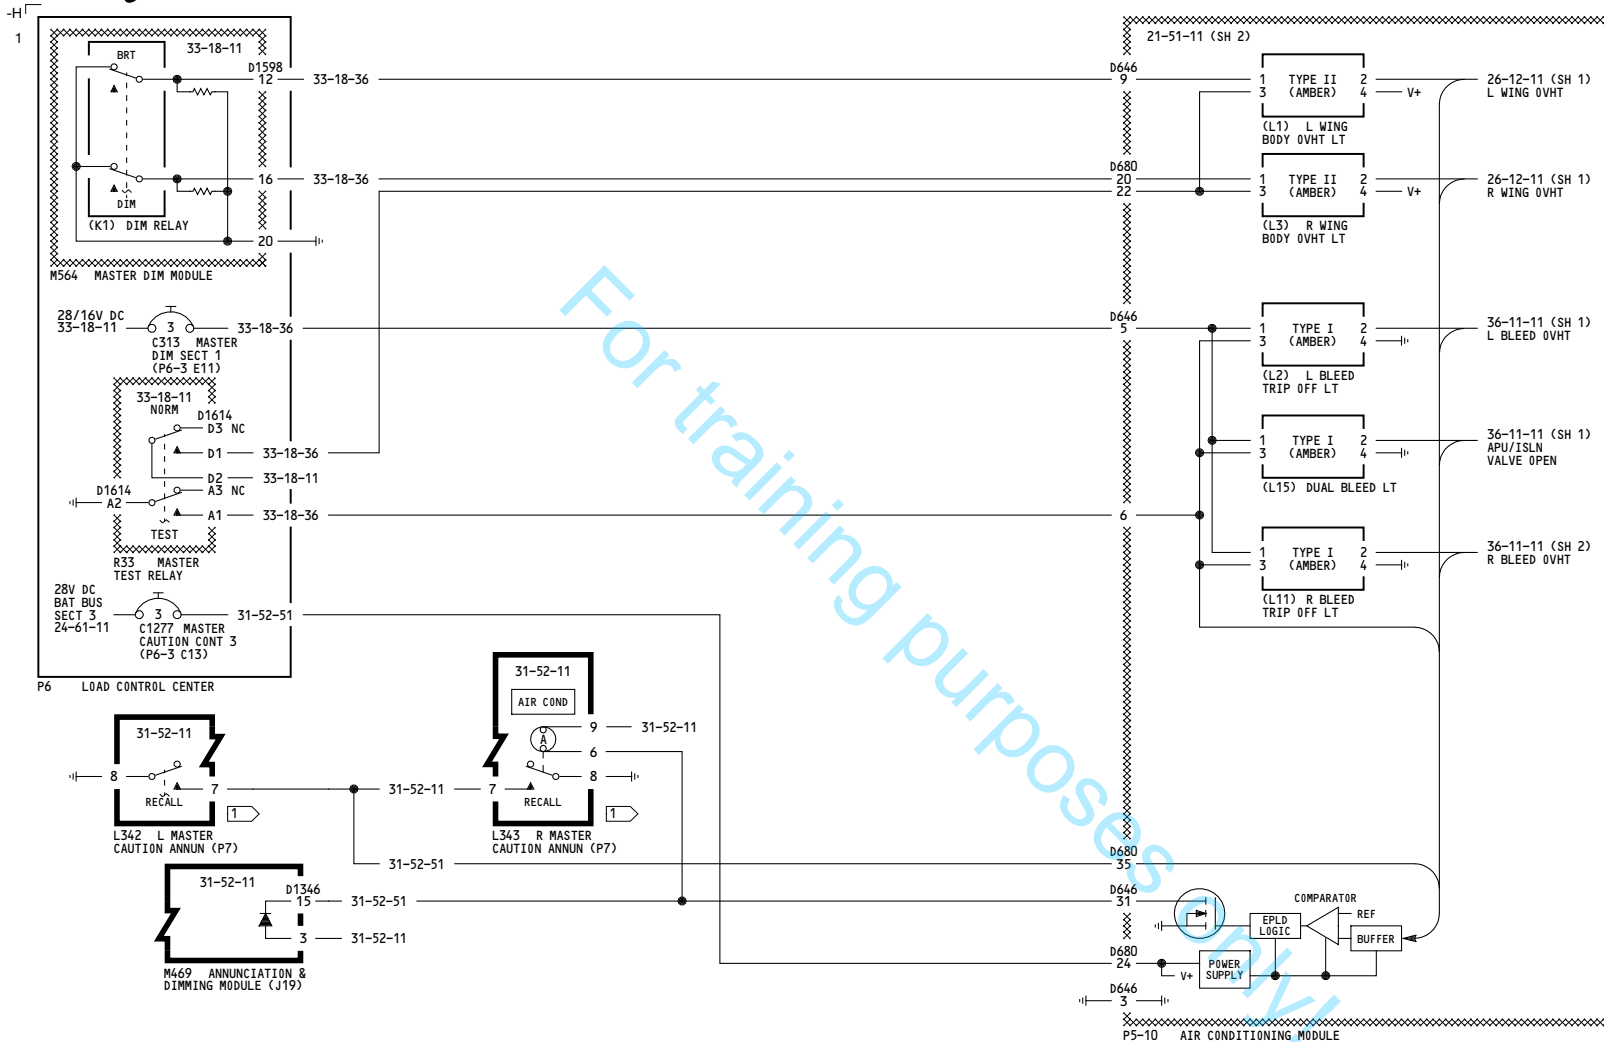 -H
1
33-18-11
BRT
D1598
12 33-18-36
16 33-18-36
DIM
(K1) DIM RELAY
20
M564 MASTER DIM MODULE
28/16V DC
33-18-11
3
33-18-36
C313 MASTER
DIM SECT 1
(P6-3 E11)
33-18-11
NORM
D1614
D3 NC
D1 33-18-36
D2 33-18-11
D1614
A3 NC
A2
A1 33-18-36
TEST
R33 MASTER
TEST RELAY
28V DC
BAT BUS
SECT 3
24-61-11
3
31-52-51
C1277 MASTER
CAUTION CONT 3
(P6-3 C13)
P6 LOAD CONTROL CENTER
31-52-11
8
7
RECALL
1
L342 L MASTER
CAUTION ANNUN (P7)
31-52-11
31-52-51
31-52-11
AIR COND
A
9 31-52-11
6
8
7
RECALL
1
L343 R MASTER
CAUTION ANNUN (P7)
31-52-11
D1346
15 31-52-51
3 31-52-11
M469 ANNUNCIATION &
DIMMING MODULE (J19)
21-51-11 (SH 2)
D646
9
1 TYPE II 2
3 (AMBER) 4 V+
(L1) L WING
BODY OVHT LT
26-12-11 (SH 1)
L WING OVHT
D680
20
22
1 TYPE II 2
3 (AMBER) 4 V+
(L3) R WING
BODY OVHT LT
26-12-11 (SH 1)
R WING OVHT
D646
5
1 TYPE I 2
3 (AMBER) 4
(L2) L BLEED
TRIP OFF LT
36-11-11 (SH 1)
L BLEED OVHT
1 TYPE I 2
3 (AMBER) 4
(L15) DUAL BLEED LT
36-11-11 (SH 1)
APU/ISLN
VALVE OPEN
6
1 TYPE I 2
3 (AMBER) 4
(L11) R BLEED
TRIP OFF LT
36-11-11 (SH 2)
R BLEED OVHT
D680
35
D646
31
COMPARATOR
REF
EPLD
LOGIC
BUFFER
D680
24
V+
POWER
SUPPLY
D646
3
P5-10 AIR CONDITIONING MODULE
For training purposes only!